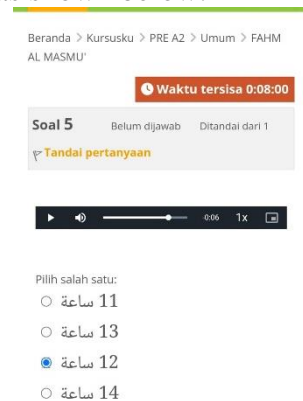 Beranda > Kursusku > PRE A2 > Umum > FAHM
AL MASMU'
Waktu tersisa 0:08:00
Soal 5 Belum dijawab Ditandai dari 1
Tandai pertanyaan
-0:06 1x
Pilih salah satu:
11 ساعة
13 ساعة
12 ساعة
14 ساعة